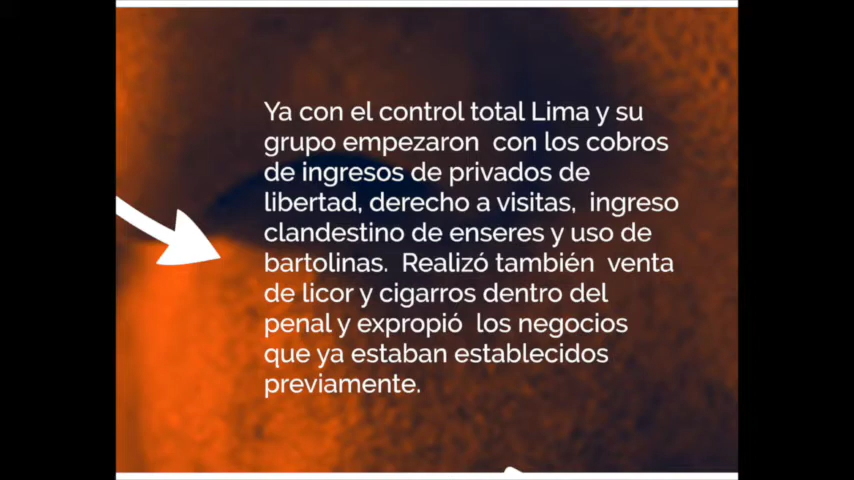 Ya con el control total Lima y su
grupo empezaron con los cobros
de ingresos de privados de
libertad, derecho a visitas, ingreso
clandestino de enseres y uso de
bartolinas. Realizó también venta
de licor y cigarros dentro del
penal y expropió los negocios
que ya estaban establecidos
previamente.